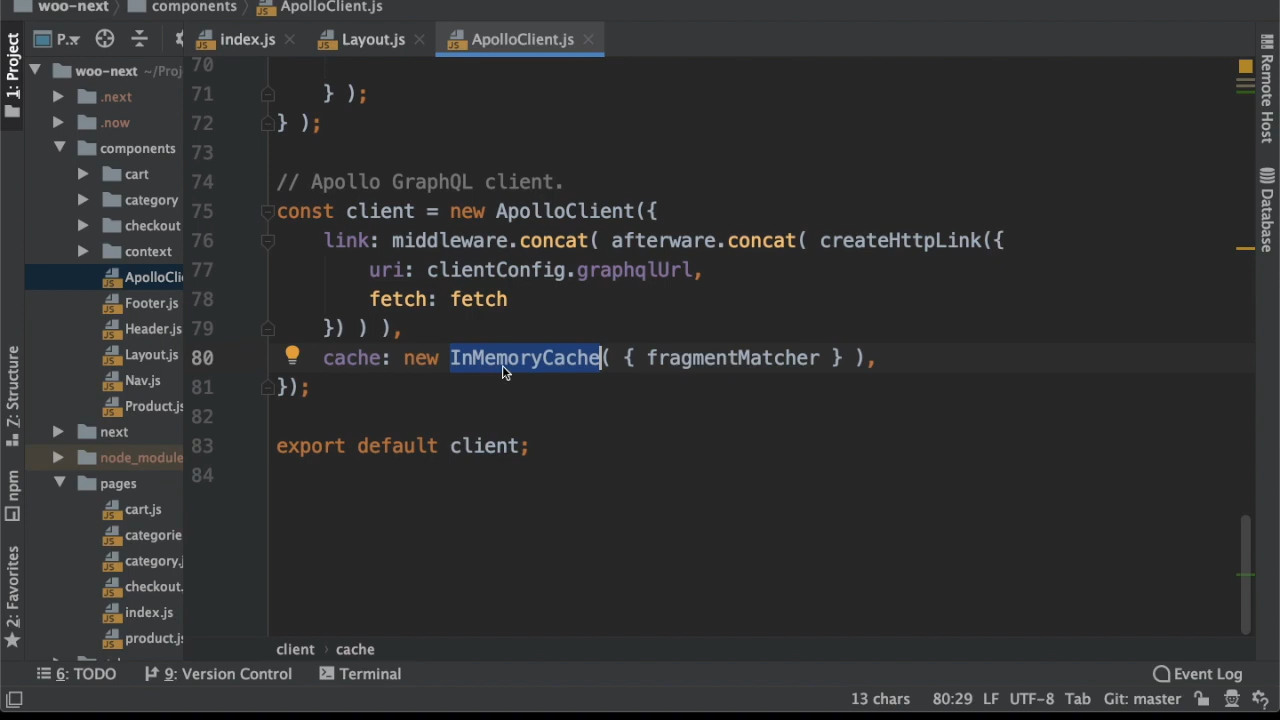 woo-next components ApolloClient.js
1: Project
P...
index.js
Layout.js
ApolloClient.js
woo-next ~/Proj
.next
.now
components
cart
category
checkout
context
ApolloClie
Footer.js
Header.js
Layout.js
Nav.js
Product.js
next
node_module
pages
cart.js
categorie
category.j
checkout.
index.js
product.js
70
71 } );
72 } );
73
74 // Apollo GraphQL client.
75 const client = new ApolloClient({
76 link: middleware.concat( afterware.concat( createHttpLink({
77 uri: clientConfig.graphqlUrl,
78 fetch: fetch
79 }) ) ),
80 cache: new InMemoryCache( { fragmentMatcher } ),
81 });
82
83 export default client;
84
client › cache
Z: Structure
npm
2: Favorites
Remote Host
Database
6: TODO
9: Version Control
Terminal
Event Log
13 chars 80:29 LF UTF-8 Tab Git: master